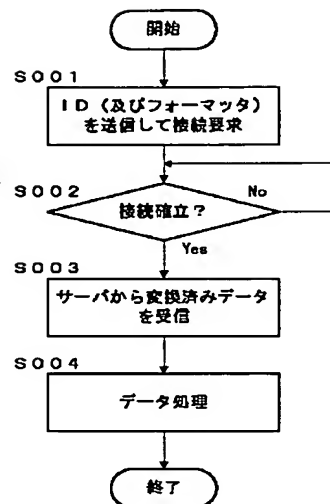 開始
S001
ID(及びフォーマッタ)
を送信して接続要求
S002
接続確立?
No
Yes
S003
サーバから変換済みデータ
を受信
S004
データ処理
終了